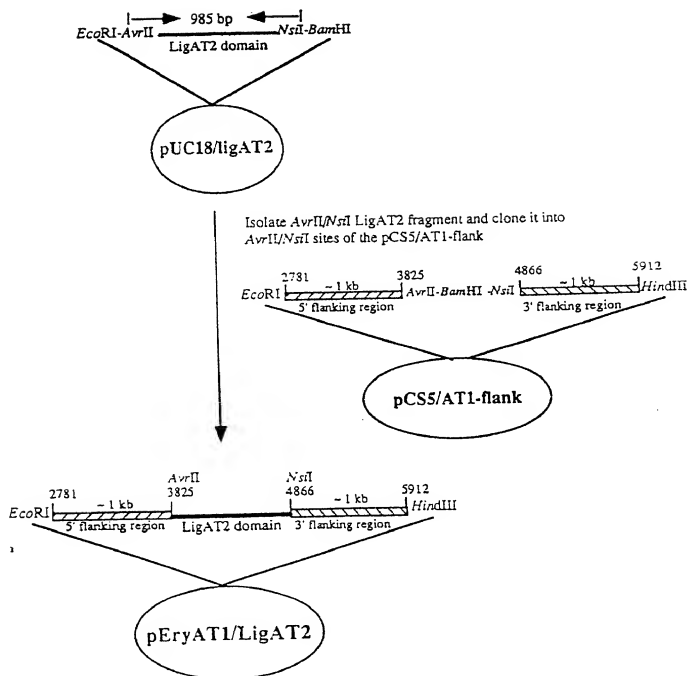 985 bp
EcoRI-AvrII NsiI-BamHI
LigAT2 domain
pUC18/ligAT2
Isolate AvrII/NsiI LigAT2 fragment and clone it into
AvrII/NsiI sites of the pCS5/AT1-flank
2781 3825 4866 5912
~ 1 kb ~ 1 kb
EcoRI AvrII-BamHI -NsiI HindIII
5' flanking region 3' flanking region
pCS5/AT1-flank
AvrII NsiI
2781 3825 4866 5912
~ 1 kb ~ 1 kb
EcoRI HindIII
5' flanking region LigAT2 domain 3' flanking region
pEryAT1/LigAT2